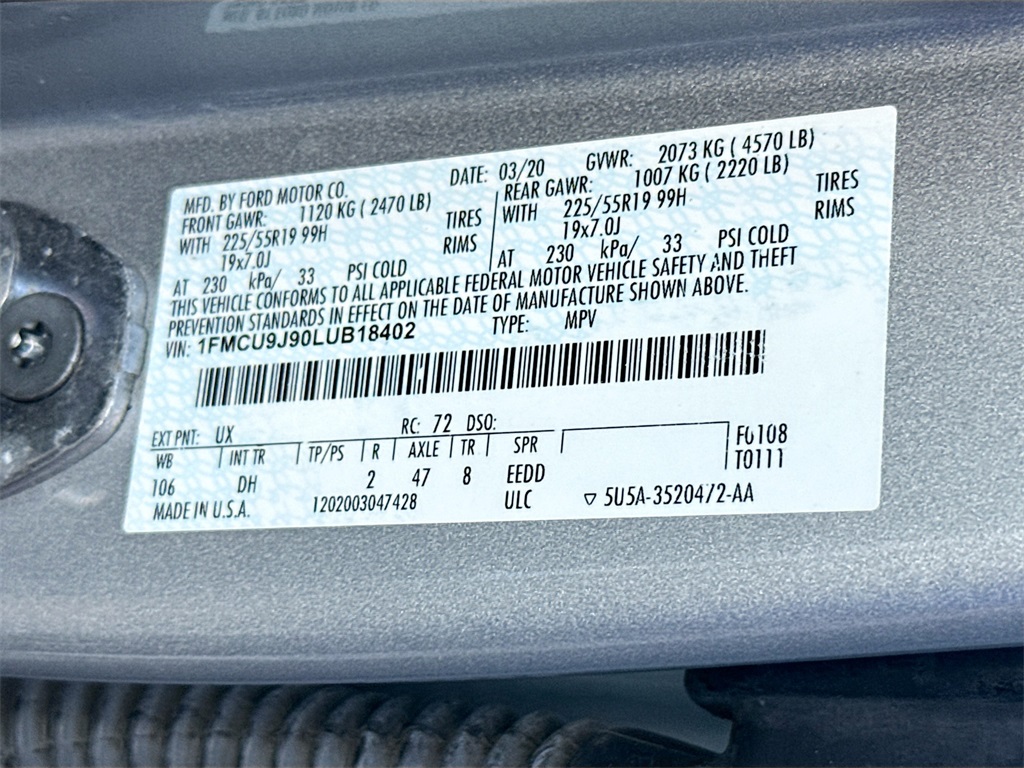 MFD. BY FORD MOTOR CO.
DATE: 03/20 GVWR: 2073 KG ( 4570 LB)
FRONT GAWR: 1120 KG ( 2470 LB)
WITH 225/55R19 99H TIRES
19x7.0J RIMS
AT 230 kPa/ 33 PSI COLD
REAR GAWR: 1007 KG ( 2220 LB)
WITH 225/55R19 99H TIRES
19x7.0J RIMS
AT 230 kPa/ 33 PSI COLD
THIS VEHICLE CONFORMS TO ALL APPLICABLE FEDERAL MOTOR VEHICLE SAFETY AND THEFT
PREVENTION STANDARDS IN EFFECT ON THE DATE OF MANUFACTURE SHOWN ABOVE.
VIN: 1FMCU9J90LUB18402 TYPE: MPV
EXT PNT: UX RC: 72 DSO:
WB INT TR TP/PS R AXLE TR SPR F0108
T0111
106 DH 2 47 8 EEDD
MADE IN U.S.A. 1202003047428 ULC ▽ 5U5A-3520472-AA